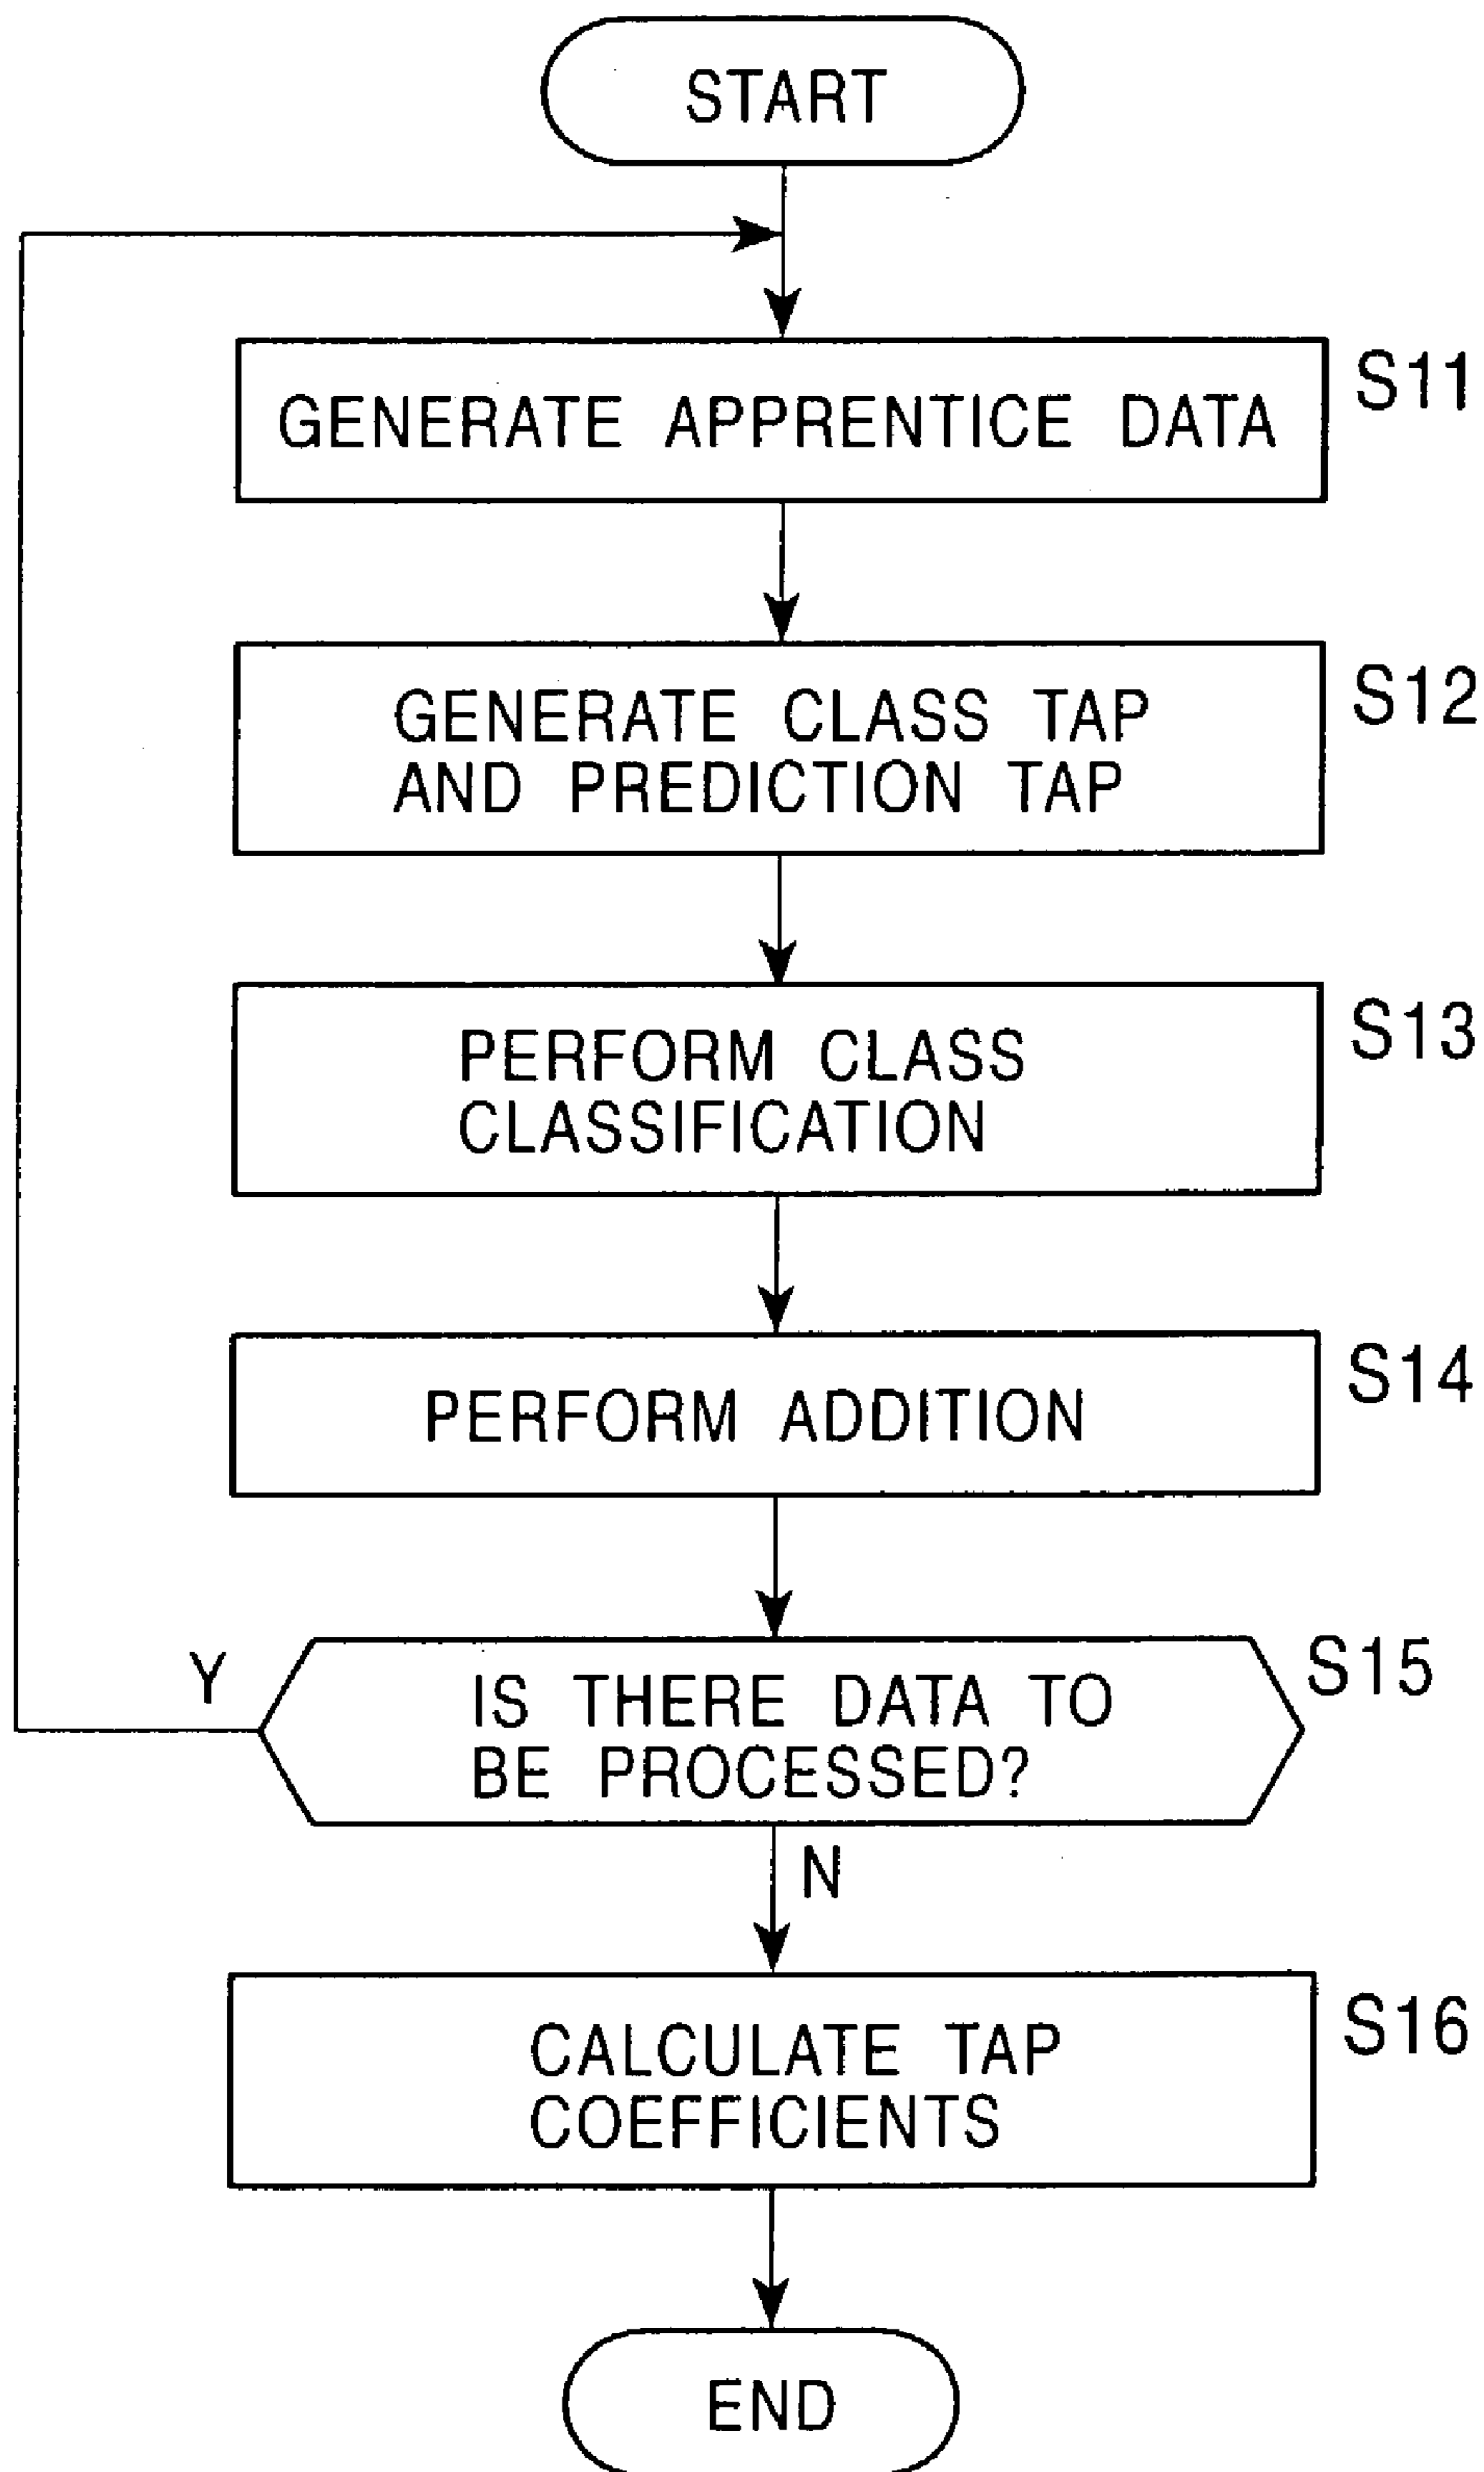 START
GENERATE APPRENTICE DATA
S11
GENERATE CLASS TAP
AND PREDICTION TAP
S12
PERFORM CLASS
CLASSIFICATION
S13
PERFORM ADDITION
S14
Y
IS THERE DATA TO
BE PROCESSED?
S15
N
CALCULATE TAP
COEFFICIENTS
S16
END